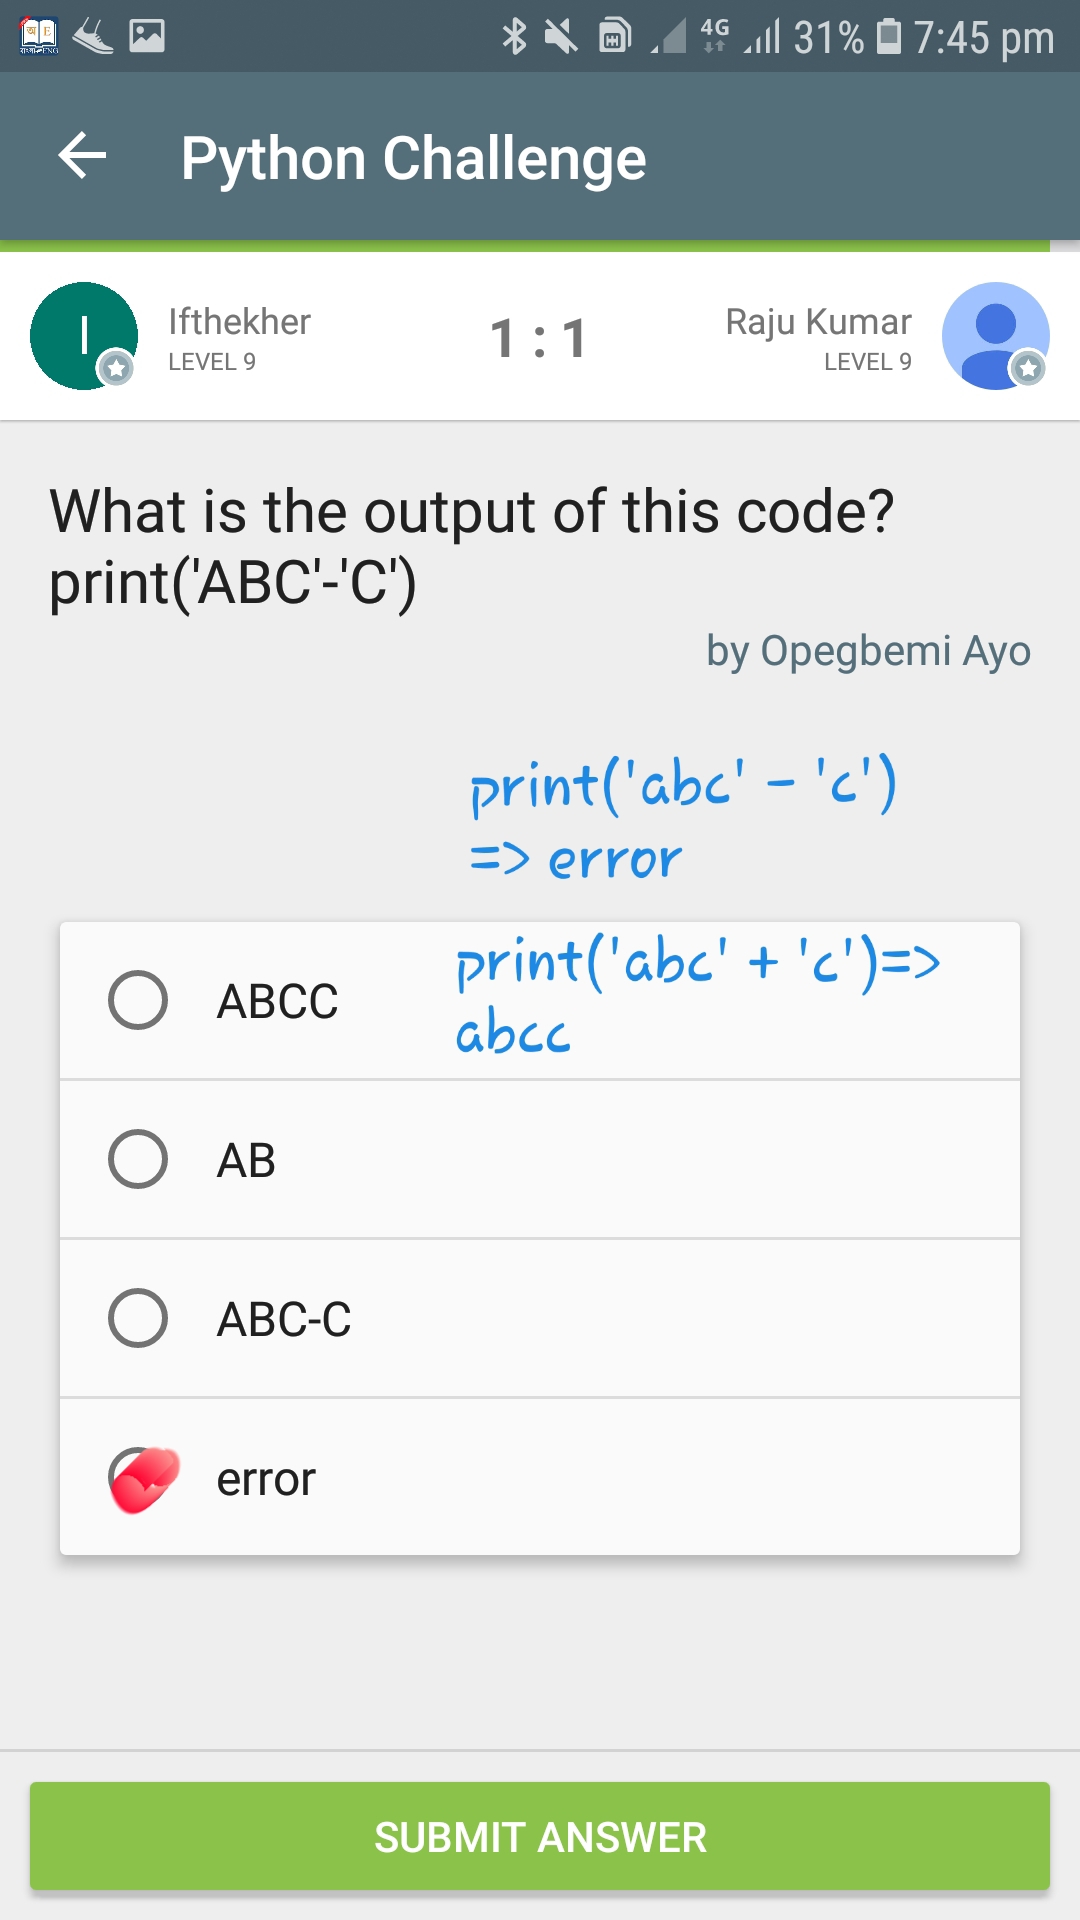 4G 31% 7:45 pm
Python Challenge
I Ifthekher 1 : 1 Raju Kumar
LEVEL 9 LEVEL 9
What is the output of this code?
print('ABC'-'C')
by Opegbemi Ayo
print('abc' - 'c')
=> error
print('abc' + 'c')=>
abcc
ABCC
AB
ABC-C
error
SUBMIT ANSWER